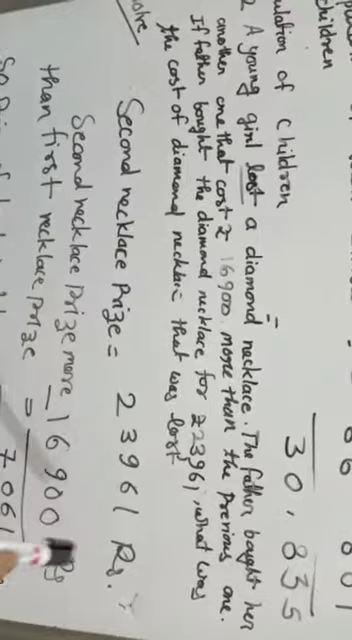 children
30,835
ulation of children
2 A young girl lost a diamond necklace. The father bought her
another one that cost ₹ 16900 more than the previous one.
If father bought the diamond necklace for ₹23961, what was
the cost of diamond necklace that was lost
Second necklace Prize = 23961 Rs.
Second necklace Prize more 16900 Rs
than first necklace prize = 7061